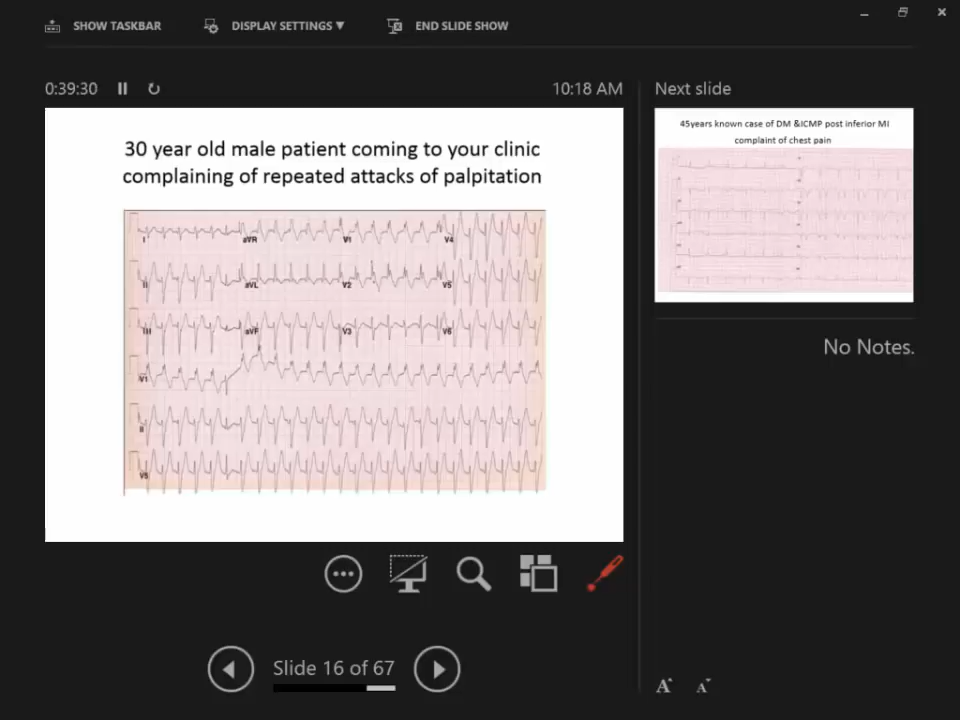 SHOW TASKBAR
DISPLAY SETTINGS ▼
END SLIDE SHOW
0:39:30
10:18 AM
Next slide
30 year old male patient coming to your clinic
complaining of repeated attacks of palpitation
I aVR V1 V4
II aVL V2 V5
III aVF V3 V6
V1
II
V5
45years known case of DM &ICMP post inferior MI
complaint of chest pain
No Notes.
Slide 16 of 67
A A